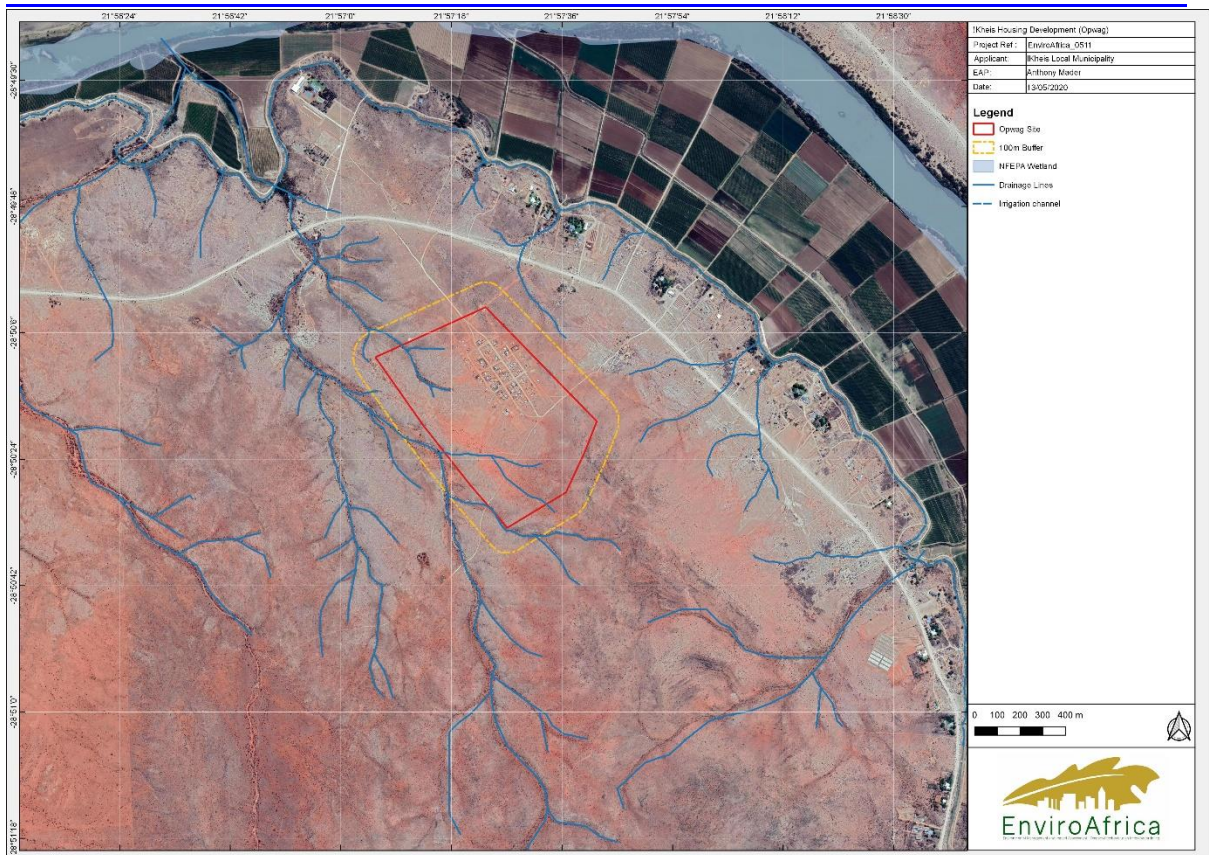 21°56'24" 21°56'42" 21°57'0" 21°57'18" 21°57'36" 21°57'54" 21°58'12" 21°58'30"
-28°49'30"
-28°49'48"
-28°50'6"
-28°50'24"
-28°50'42"
-28°51'0"
-28°51'18"
!Kheis Housing Development (Opwag)
Project Ref : EnviroAfrica_0511
Applicant: !Kheis Local Municipality
EAP: Anthony Mader
Date: 13/05/2020
Legend
Opwag Site
100m Buffer
NFEPA Wetland
Drainage Lines
Irrigation channel
0 100 200 300 400 m
EnviroAfrica